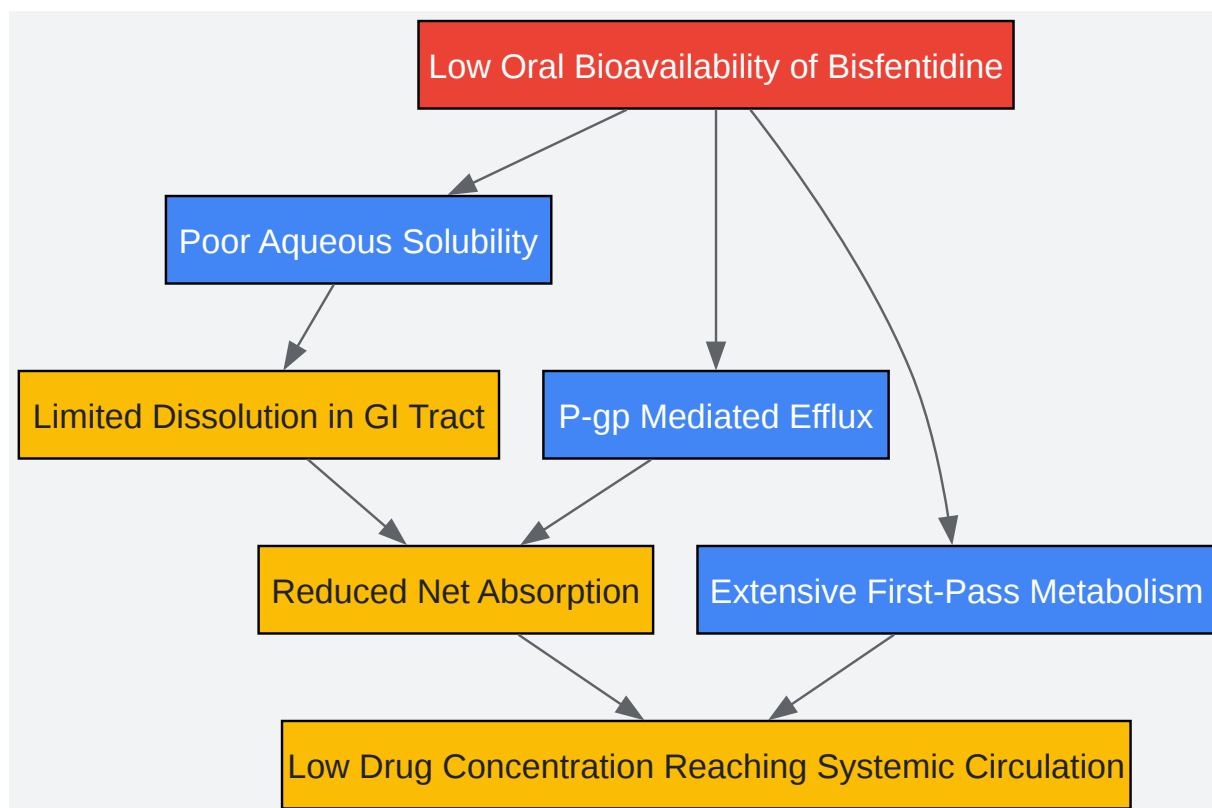 Low Oral Bioavailability of Bisfentidine
Poor Aqueous Solubility
Limited Dissolution in GI Tract
P-gp Mediated Efflux
Reduced Net Absorption
Extensive First-Pass Metabolism
Low Drug Concentration Reaching Systemic Circulation